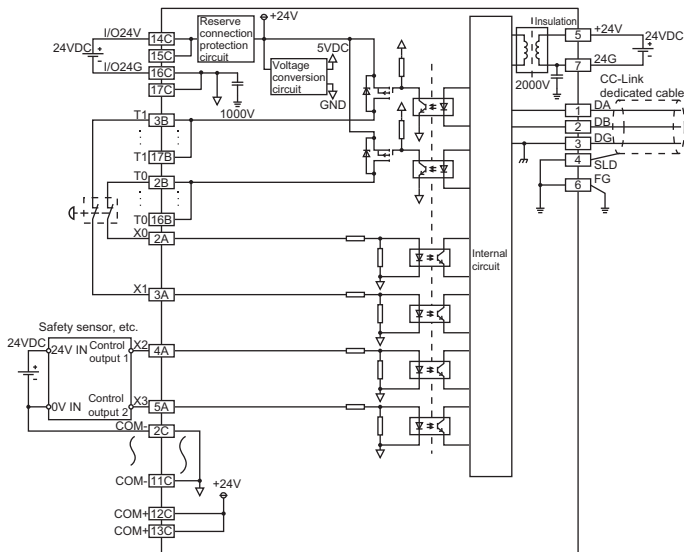 I/O24V
24VDC
+
-
14C
15C
I/O24G
16C
17C
Reserve
connection
protection
circuit
+24V
5VDC
Voltage
conversion
circuit
GND
1000V
T1
3B
T1
17B
T0
2B
T0
16B
X0
2A
X1
3A
Safety sensor, etc.
24VDC
+
-
24V IN
Control
output 1
X2
4A
0V IN
Control
output 2
X3
5A
COM-
2C
COM-
11C
+24V
COM+
12C
COM+
13C
Internal
circuit
Insulation
2000V
5
+24V
24VDC
+
-
7
24G
CC-Link
dedicated cable
1
DA
2
DB
3
DG
4
SLD
6
FG